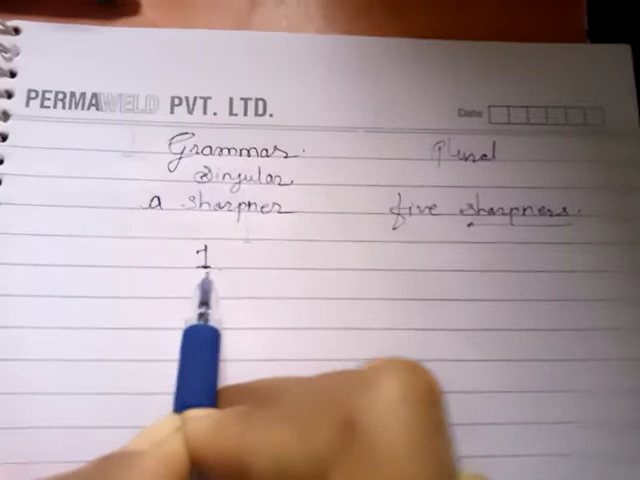 PERMAWELD PVT. LTD.
Date
Grammar.
Plural
Singular
a sharpner
five sharpners.
1